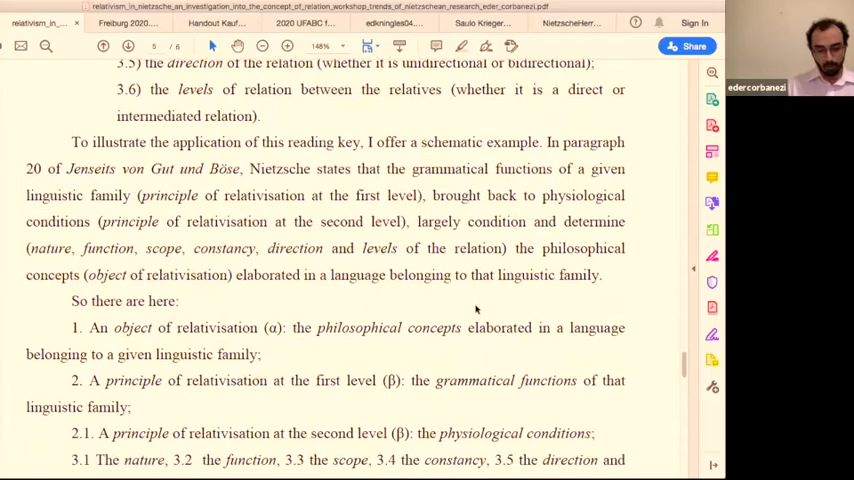 relativism_in_nietzsche_an_investigation_into_the_concept_of_relation_workshop_trends_of_nietzschean_research_eder_corbanezi.pdf
relativism_in_... × Freiburg 2020.... Handout Kauf... 2020 UFABC f... edkingles04.d... Saulo Krieger... NietzscheHerr... Sign In
5 / 6 148% Share
3.5) the direction of the relation (whether it is unidirectional or bidirectional);
3.6) the levels of relation between the relatives (whether it is a direct or
intermediated relation).
edercorbanezi
To illustrate the application of this reading key, I offer a schematic example. In paragraph
20 of Jenseits von Gut und Böse, Nietzsche states that the grammatical functions of a given
linguistic family (principle of relativisation at the first level), brought back to physiological
conditions (principle of relativisation at the second level), largely condition and determine
(nature, function, scope, constancy, direction and levels of the relation) the philosophical
concepts (object of relativisation) elaborated in a language belonging to that linguistic family.
So there are here:
1. An object of relativisation (α): the philosophical concepts elaborated in a language
belonging to a given linguistic family;
2. A principle of relativisation at the first level (β): the grammatical functions of that
linguistic family;
2.1. A principle of relativisation at the second level (β): the physiological conditions;
3.1 The nature, 3.2 the function, 3.3 the scope, 3.4 the constancy, 3.5 the direction and